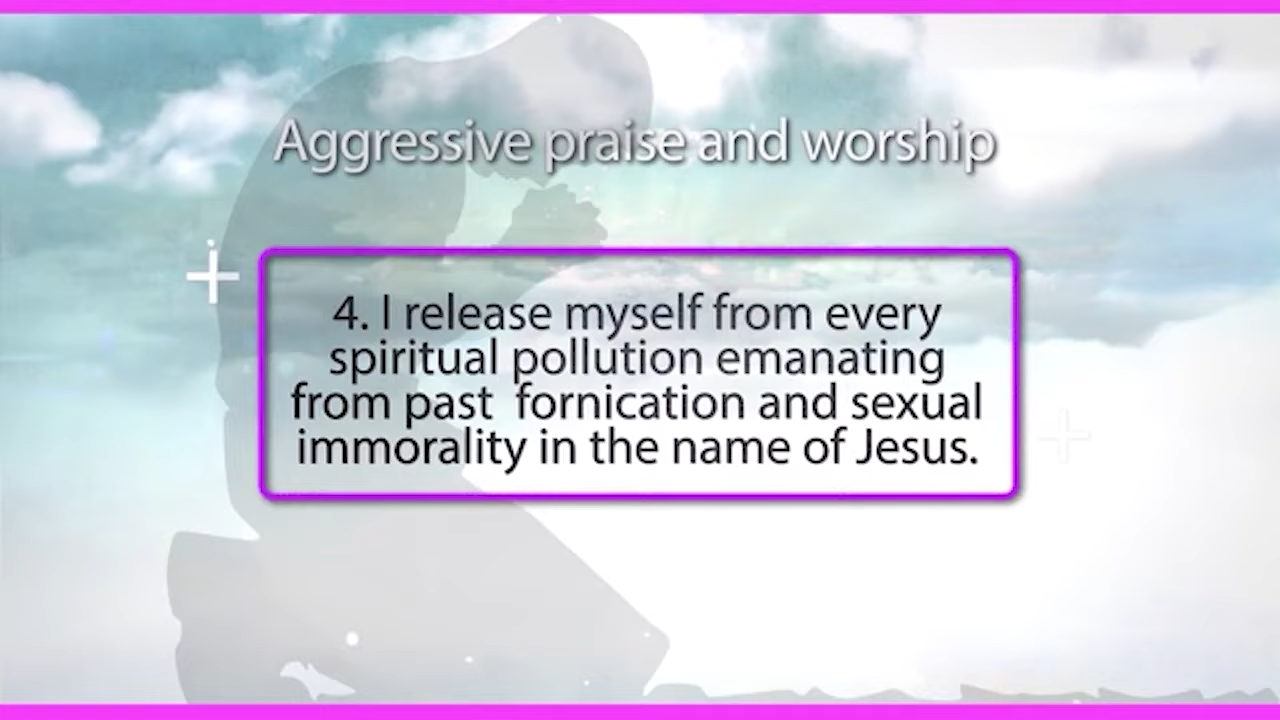 Aggressive praise and worship
4. I release myself from every
spiritual pollution emanating
from past  fornication and sexual
immorality in the name of Jesus.